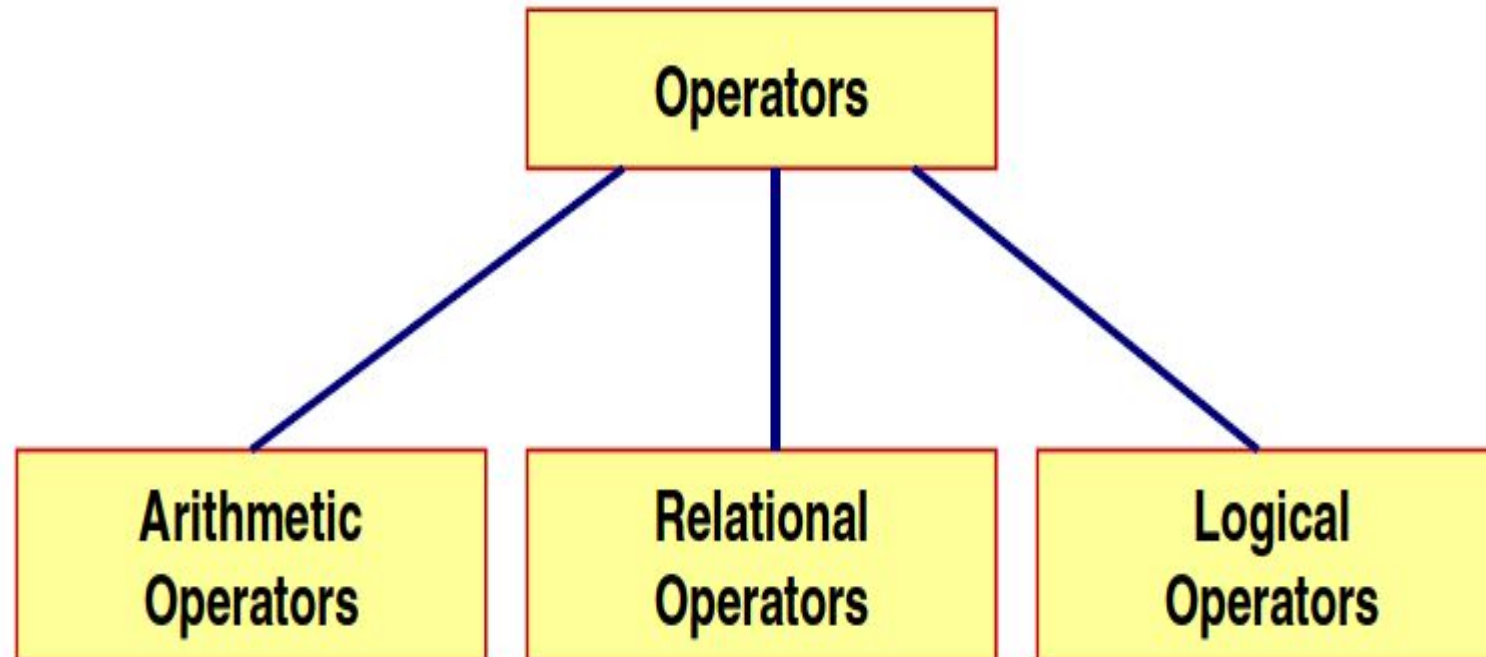 Operators
Arithmetic
Operators
Relational
Operators
Logical
Operators